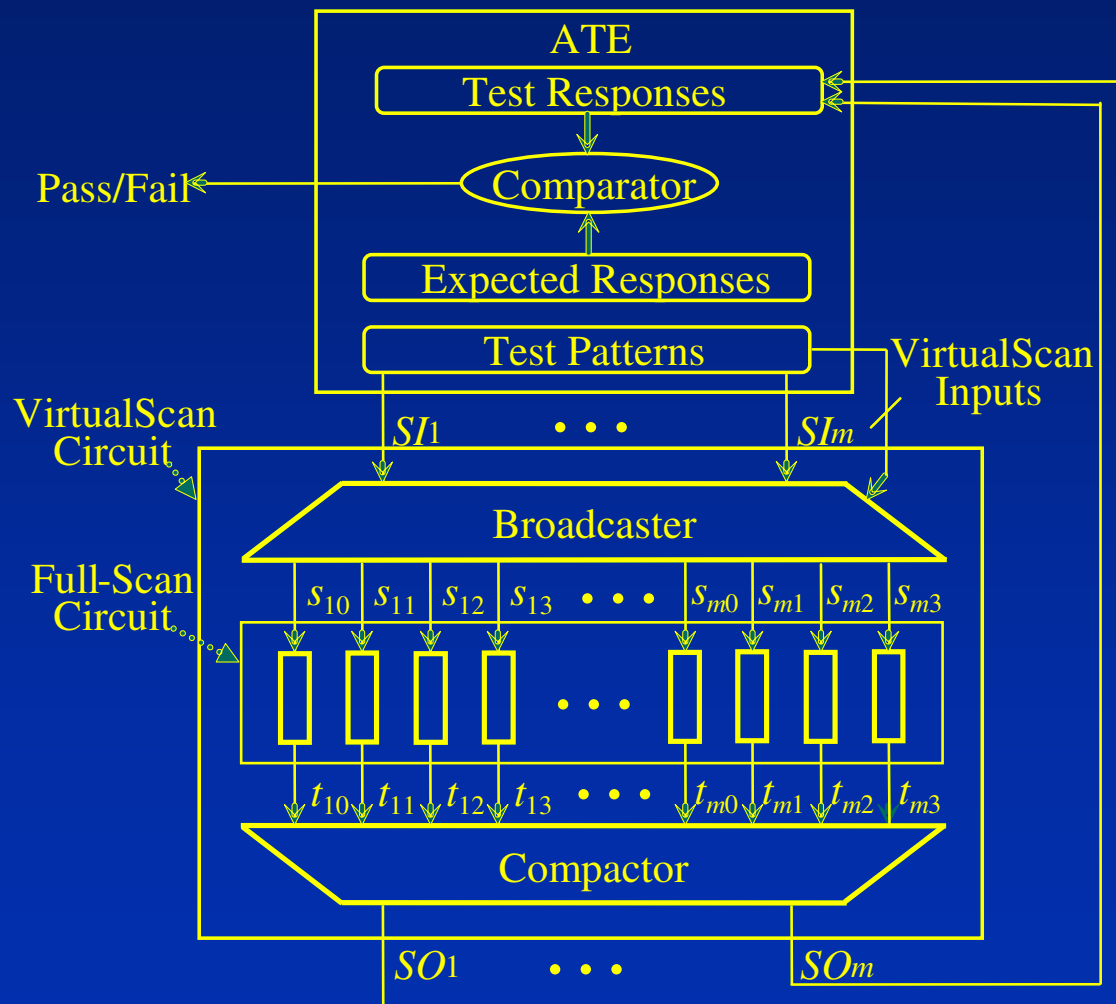 ATE
Test Responses
Pass/Fail
Comparator
Expected Responses
Test Patterns
VirtualScan
Inputs
VirtualScan
Circuit
SI1
• • •
SIm
Broadcaster
Full-Scan
Circuit
s10 s11 s12 s13 • • • sm0 sm1 sm2 sm3
• • •
t10 t11 t12 t13 • • • tm0 tm1 tm2 tm3
Compactor
SO1 • • • SOm